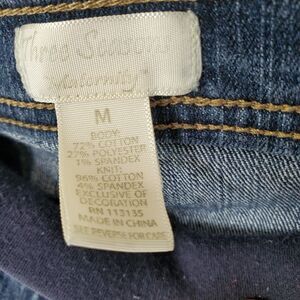 Three Seasons
Maternity
M
BODY:
72% COTTON
27% POLYESTER
1% SPANDEX
KNIT:
96% COTTON
4% SPANDEX
EXCLUSIVE OF
DECORATION
RN 113135
MADE IN CHINA
SEE REVERSE FOR CARE